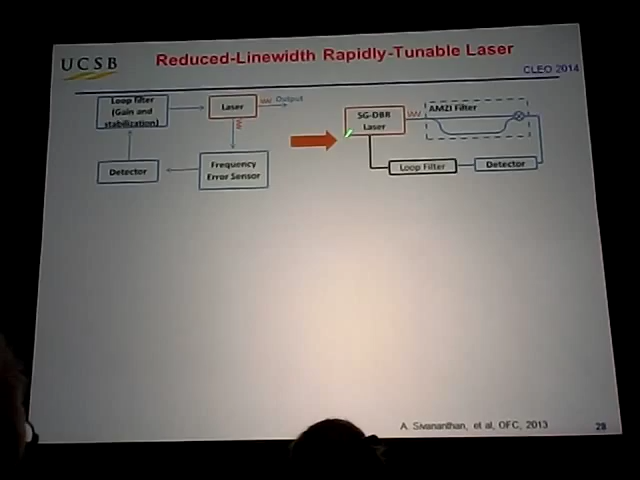 UCSB
Reduced-Linewidth Rapidly-Tunable Laser
CLEO 2014
Loop filter
(Gain and
stabilization)
Laser
Output
Detector
Frequency
Error Sensor
SG-DBR
Laser
AMZI Filter
Loop Filter
Detector
A. Sivananthan, et al, OFC, 2013
28